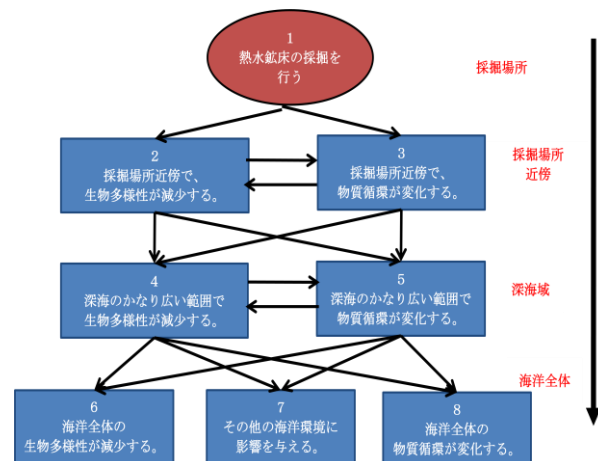 1
熱水鉱床の採掘を
行う
採掘場所
2
採掘場所近傍で、
生物多様性が減少する。
3
採掘場所近傍で、
物質循環が変化する。
採掘場所
近傍
4
深海のかなり広い範囲で
生物多様性が減少する。
5
深海のかなり広い範囲で
物質循環が変化する。
深海域
海洋全体
6
海洋全体の
生物多様性が減少する。
7
その他の海洋環境に
影響を与える。
8
海洋全体の
物質循環が変化する。